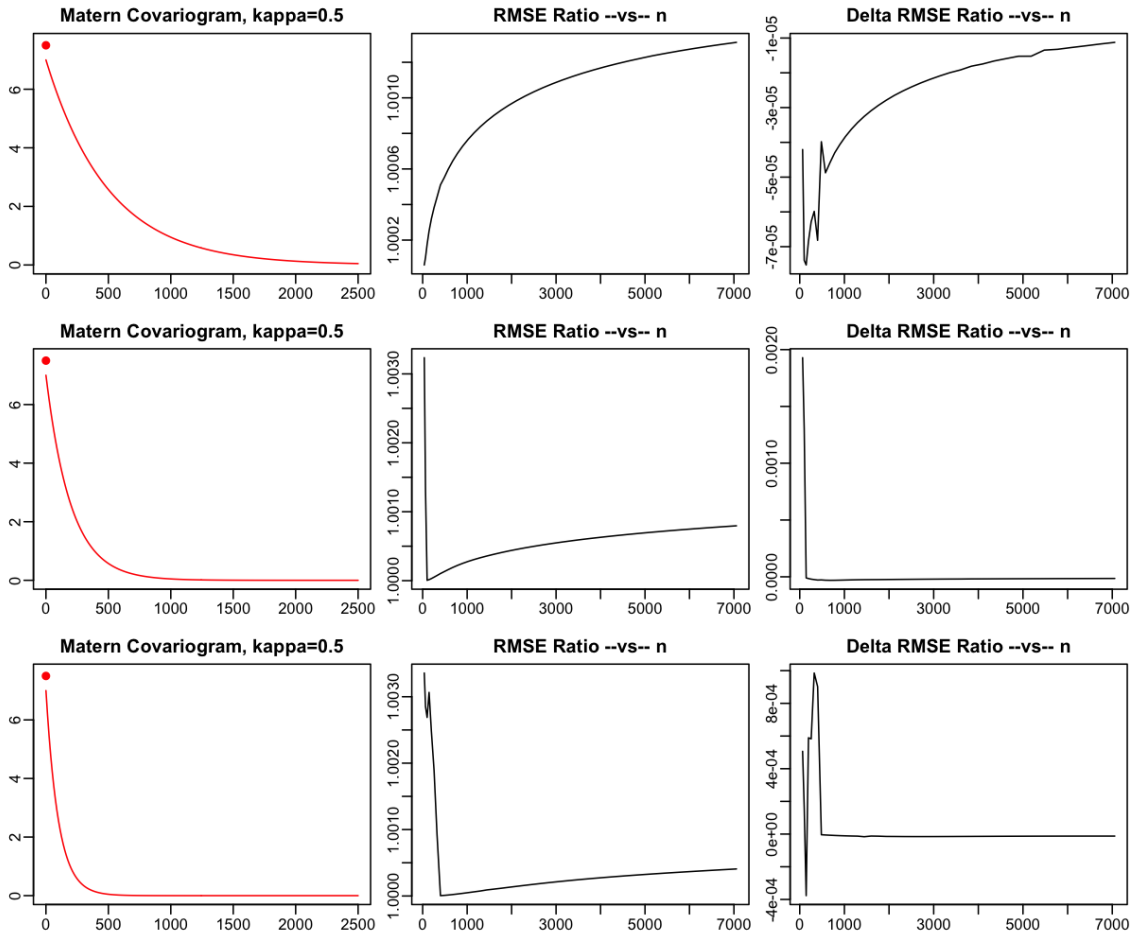 Matern Covariogram, kappa=0.5
0 2 4 6
0 500 1000 1500 2000 2500
RMSE Ratio --vs-- n
1.0002 1.0006 1.0010
0 1000 3000 5000 7000
Delta RMSE Ratio --vs-- n
-7e-05 -5e-05 -3e-05 -1e-05
0 1000 3000 5000 7000
Matern Covariogram, kappa=0.5
0 2 4 6
0 500 1000 1500 2000 2500
RMSE Ratio --vs-- n
1.0000 1.0010 1.0020 1.0030
0 1000 3000 5000 7000
Delta RMSE Ratio --vs-- n
0.0000 0.0010 0.0020
0 1000 3000 5000 7000
Matern Covariogram, kappa=0.5
0 2 4 6
0 500 1000 1500 2000 2500
RMSE Ratio --vs-- n
1.0000 1.0010 1.0020 1.0030
0 1000 3000 5000 7000
Delta RMSE Ratio --vs-- n
-4e-04 0e+00 4e-04 8e-04
0 1000 3000 5000 7000